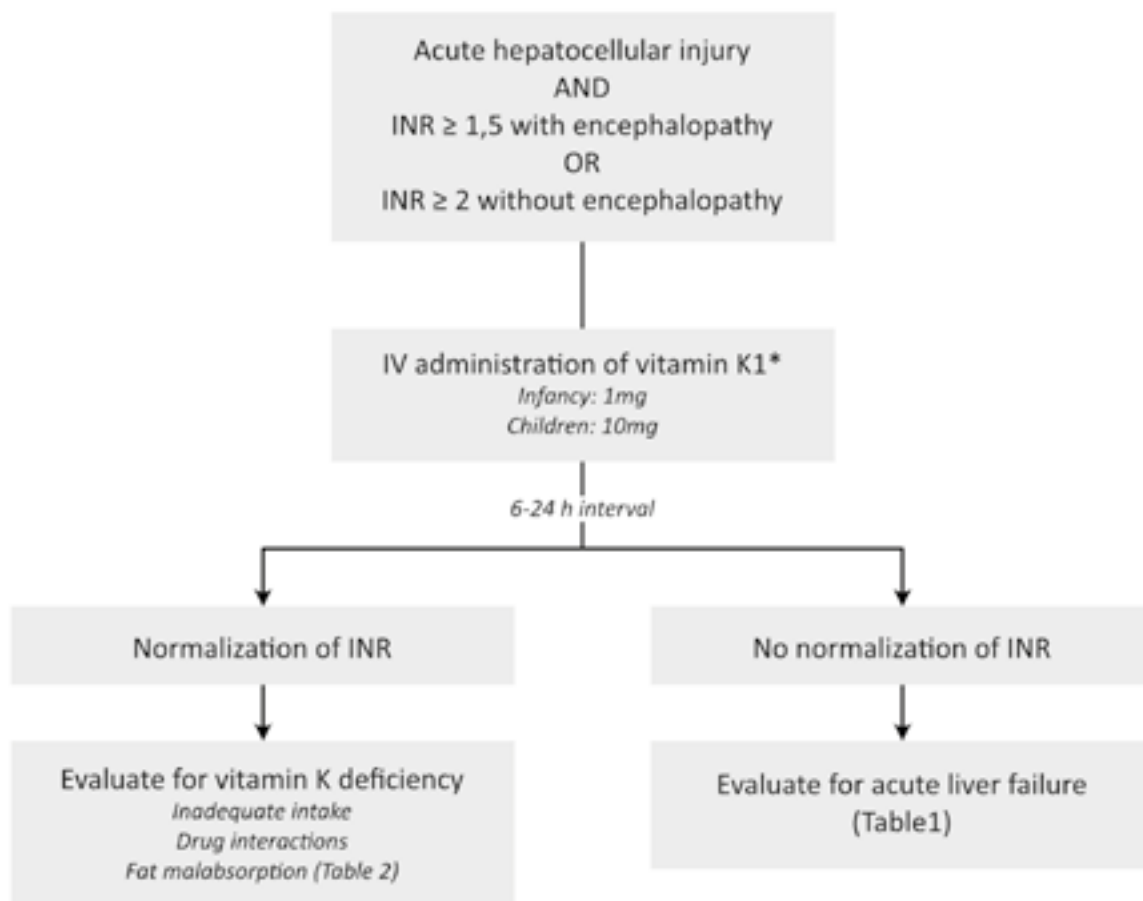 Acute hepatocellular injury
AND
INR ≥ 1,5 with encephalopathy
OR
INR ≥ 2 without encephalopathy
IV administration of vitamin K1*
Infancy: 1mg
Children: 10mg
6-24 h interval
Normalization of INR
No normalization of INR
Evaluate for vitamin K deficiency
Inadequate intake
Drug interactions
Fat malabsorption (Table 2)
Evaluate for acute liver failure
(Table1)